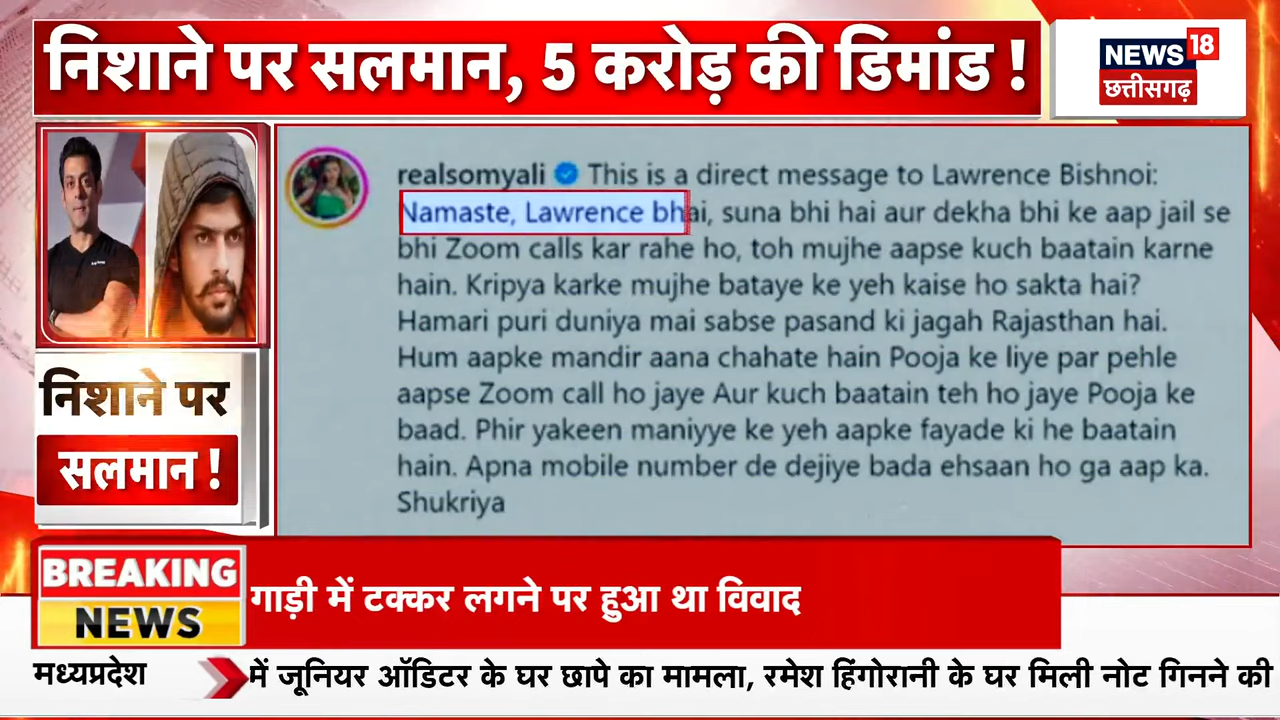 निशाने पर सलमान, 5 करोड़ की डिमांड !
NEWS 18
छत्तीसगढ़
realsomyali This is a direct message to Lawrence Bishnoi:
Namaste, Lawrence bhai, suna bhi hai aur dekha bhi ke aap jail se
bhi Zoom calls kar rahe ho, toh mujhe aapse kuch baatain karne
hain. Kripya karke mujhe bataye ke yeh kaise ho sakta hai?
Hamari puri duniya mai sabse pasand ki jagah Rajasthan hai.
Hum aapke mandir aana chahate hain Pooja ke liye par pehle
aapse Zoom call ho jaye Aur kuch baatain teh ho jaye Pooja ke
baad. Phir yakeen maniyye ke yeh aapke fayade ki he baatain
hain. Apna mobile number de dejiye bada ehsaan ho ga aap ka.
Shukriya
निशाने पर
सलमान !
BREAKING
NEWS
गाड़ी में टक्कर लगने पर हुआ था विवाद
मध्यप्रदेश
में जूनियर ऑडिटर के घर छापे का मामला, रमेश हिंगोरानी के घर मिली नोट गिनने की